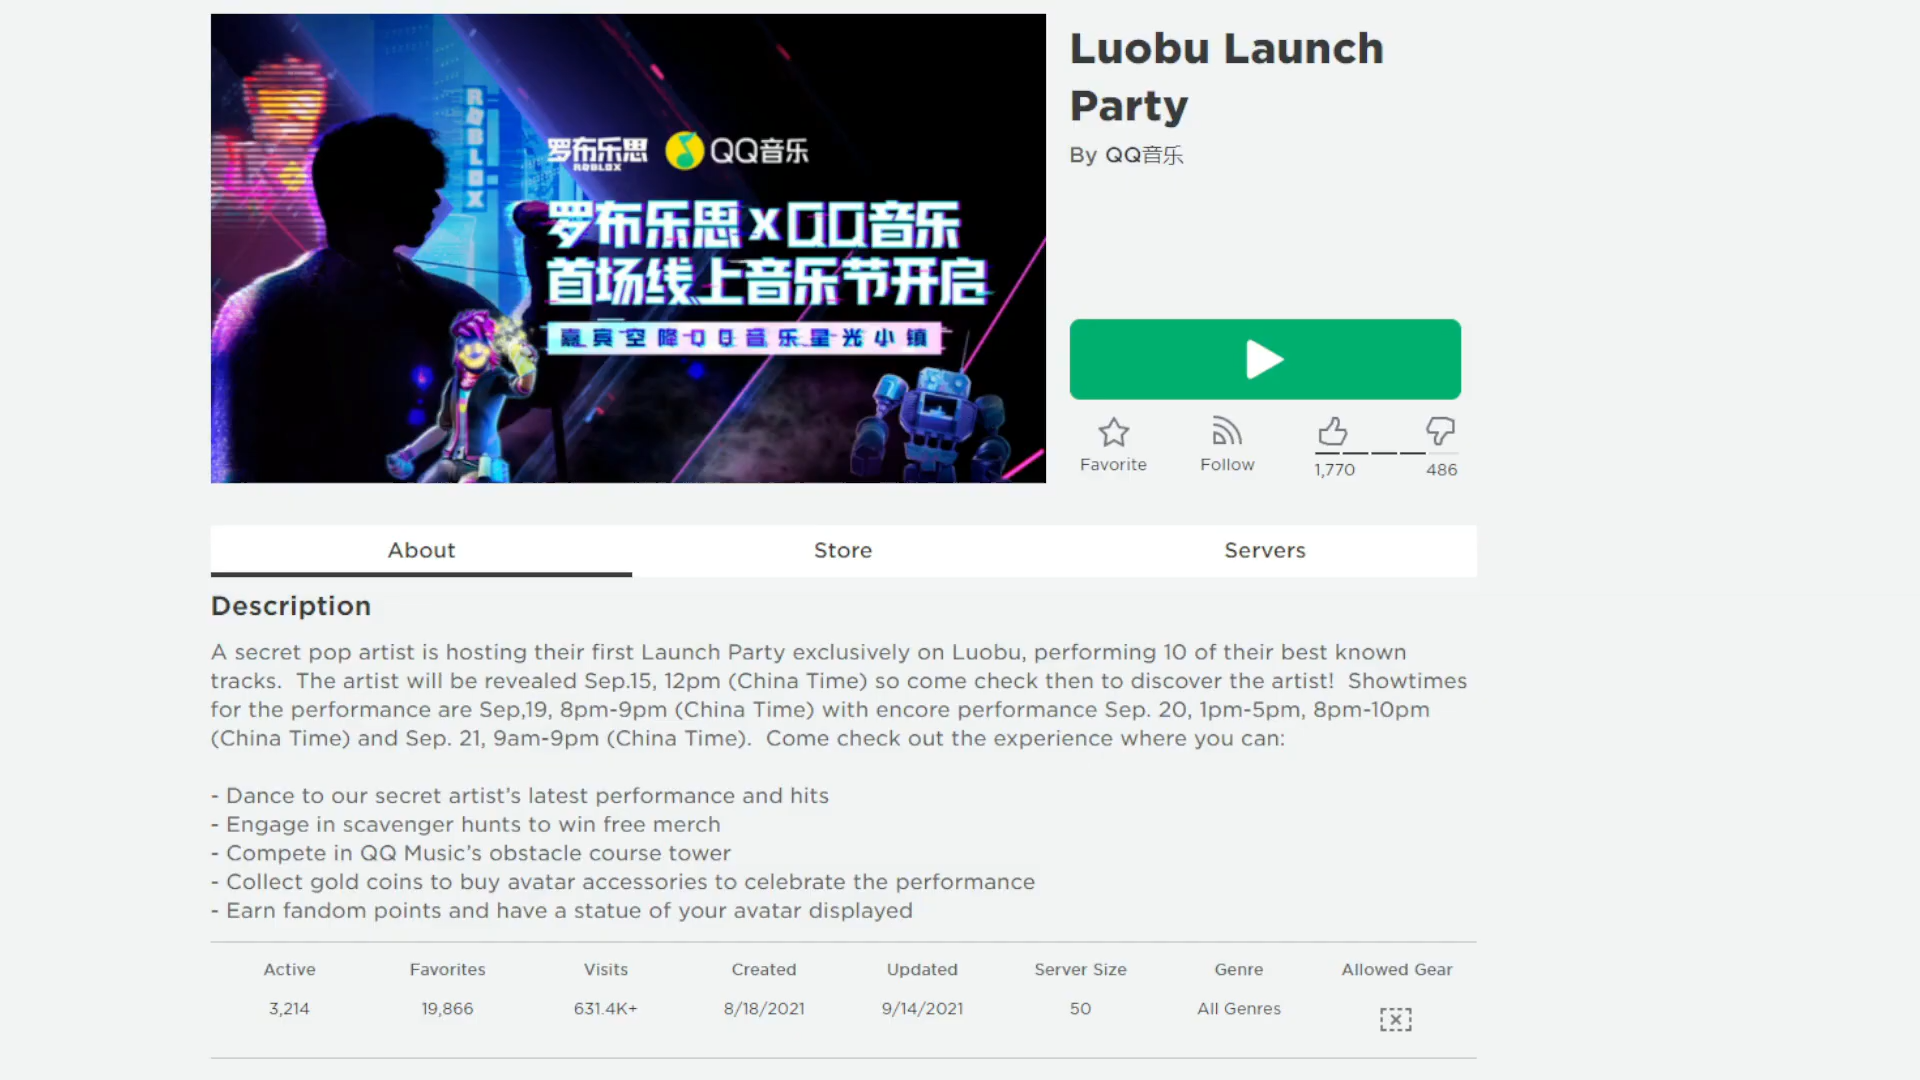 ROBLOX
罗布乐思
ROBLOX
QQ音乐
罗布乐思 X QQ音乐
首场线上音乐节开启
嘉宾空降QQ音乐星光小镇
Luobu Launch
Party
By QQ音乐
Favorite
Follow
1,770
486
About
Store
Servers
Description
A secret pop artist is hosting their first Launch Party exclusively on Luobu, performing 10 of their best known
tracks.  The artist will be revealed Sep.15, 12pm (China Time) so come check then to discover the artist!  Showtimes
for the performance are Sep,19, 8pm-9pm (China Time) with encore performance Sep. 20, 1pm-5pm, 8pm-10pm
(China Time) and Sep. 21, 9am-9pm (China Time).  Come check out the experience where you can:
- Dance to our secret artist’s latest performance and hits
- Engage in scavenger hunts to win free merch
- Compete in QQ Music’s obstacle course tower
- Collect gold coins to buy avatar accessories to celebrate the performance
- Earn fandom points and have a statue of your avatar displayed
Active Favorites Visits Created Updated Server Size Genre Allowed Gear
3,214 19,866 631.4K+ 8/18/2021 9/14/2021 50 All Genres